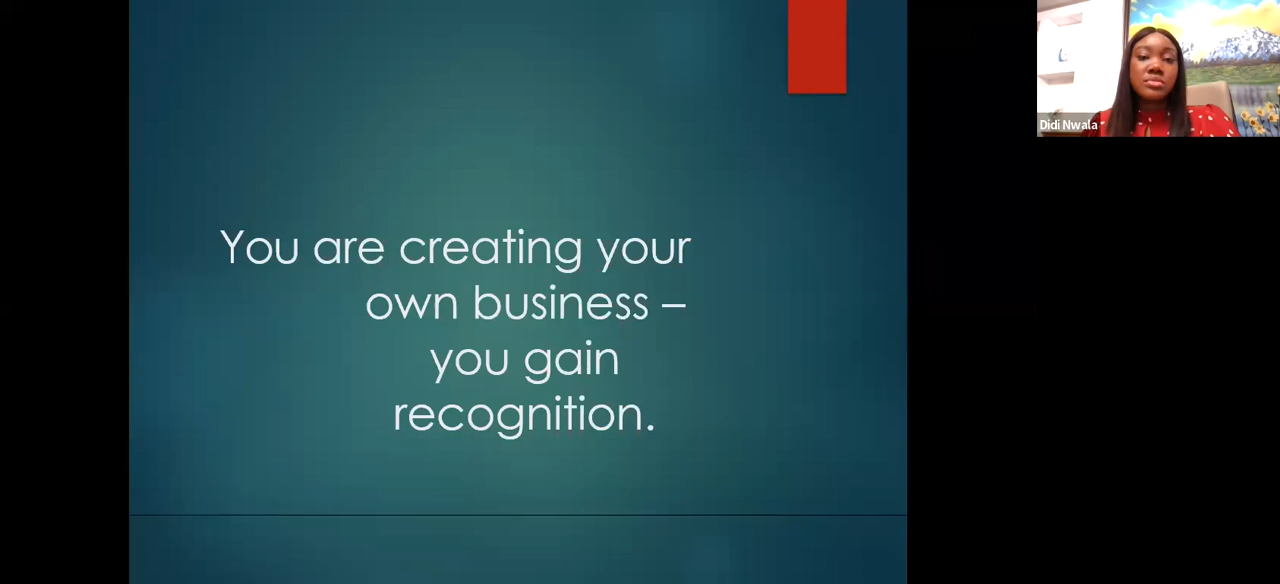 You are creating your
own business –
you gain
recognition.
Didi Nwala